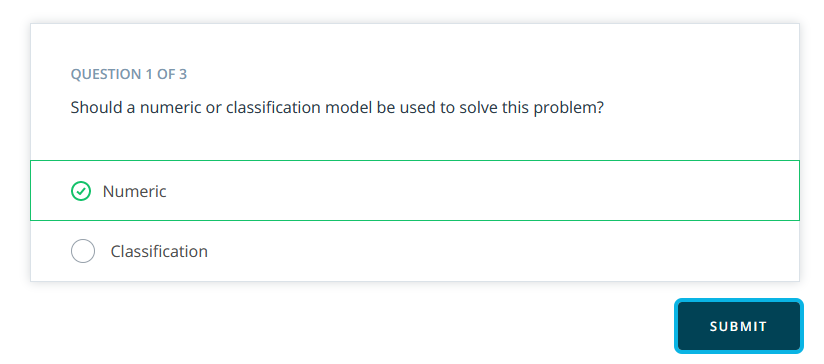 QUESTION 1 OF 3
Should a numeric or classification model be used to solve this problem?
Numeric
Classification
SUBMIT